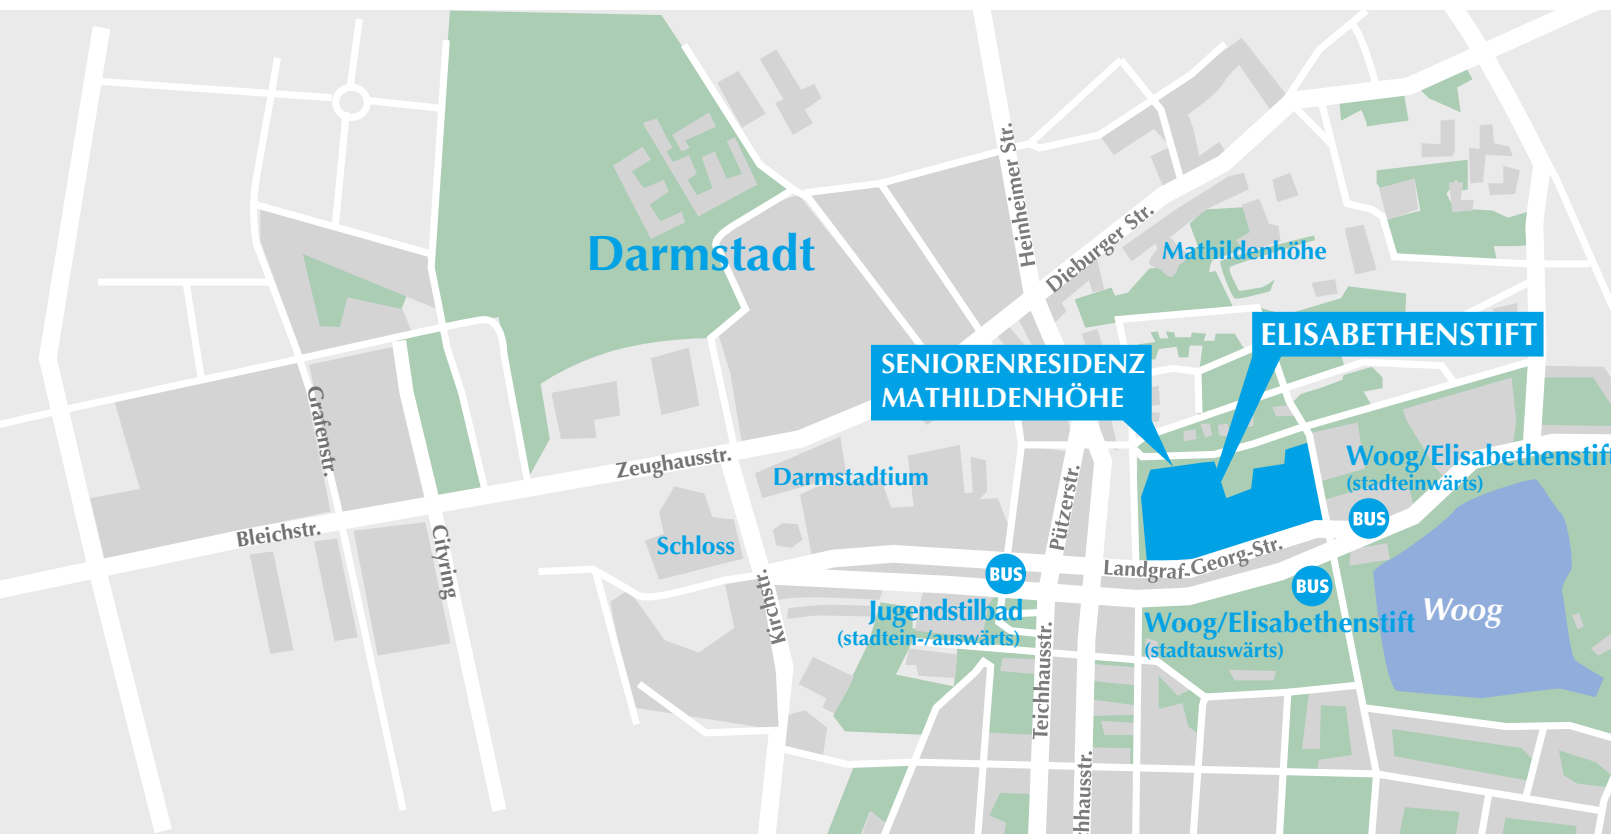 Heinheimer Str.
Dieburger Str.
Darmstadt
Mathildenhöhe
ELISABETHENSTIFT
SENIORENRESIDENZ
MATHILDENHÖHE
Grafenstr.
Zeughausstr.
Darmstadtium
Woog/Elisabethenstift
(stadteinwärts)
BUS
Pützerstr.
Bleichstr.
Cityring
Schloss
Kirchstr.
Landgraf-Georg-Str.
BUS
BUS
Jugendstilbad
(stadtein-/auswärts)
Woog/Elisabethenstift
(stadtauswärts)
Woog
Teichhausstr.
hhausstr.